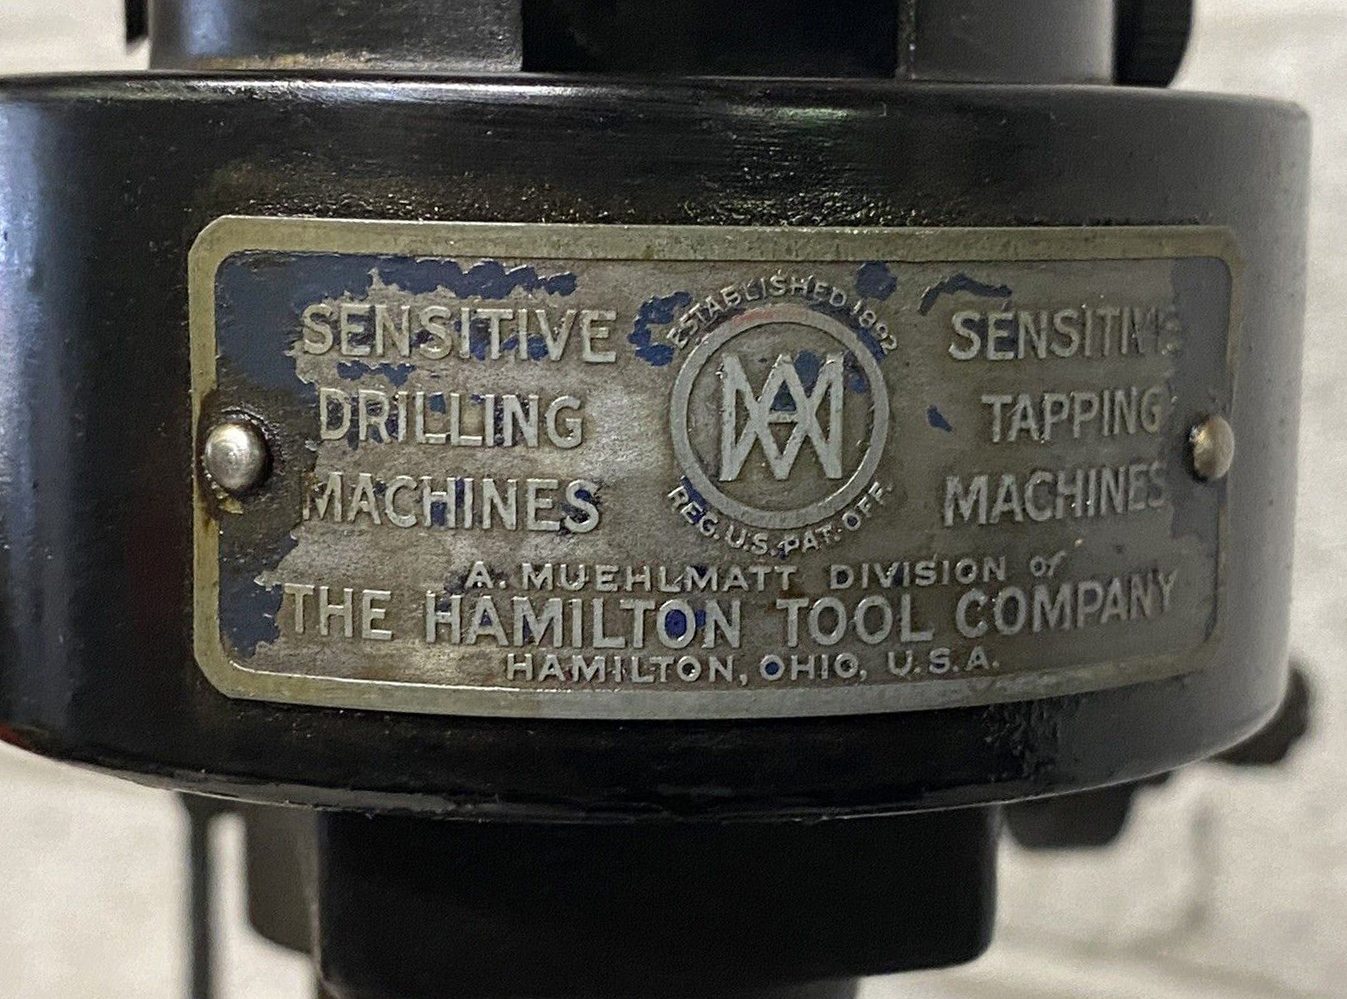 SENSITIVE
DRILLING
MACHINES
ESTABLISHED 1892
AM
REG. U.S. PAT. OFF.
SENSITIVE
TAPPING
MACHINES
A. MUEHLMATT DIVISION of
THE HAMILTON TOOL COMPANY
HAMILTON, OHIO, U.S.A.